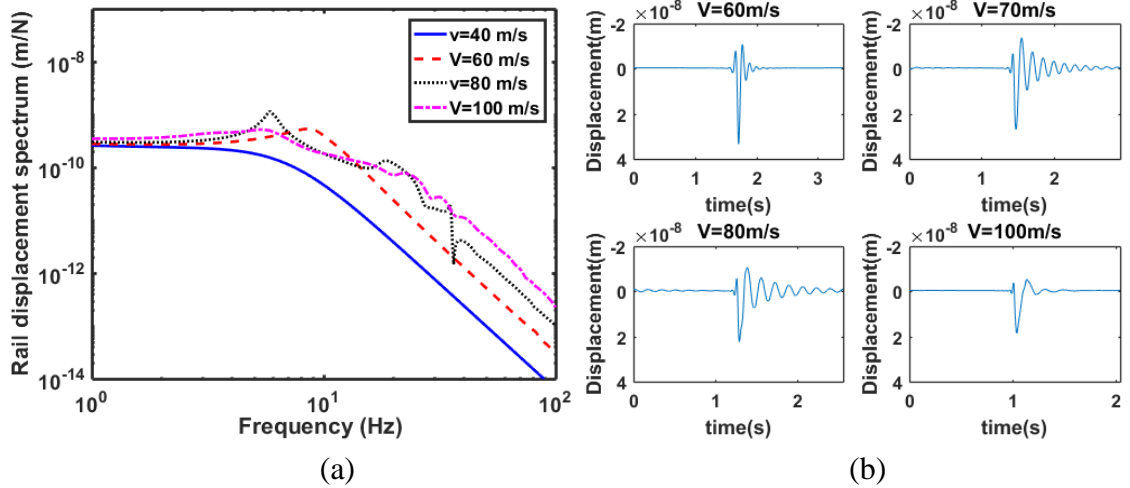 Rail displacement spectrum (m/N)
10^-8
10^-10
10^-12
10^-14
10^0
10^1
10^2
Frequency (Hz)
v=40 m/s
V=60 m/s
v=80 m/s
V=100 m/s
(a)
×10^-8 V=60m/s
Displacement(m)
-2
0
2
4
0 1 2 3
time(s)
×10^-8 V=70m/s
Displacement(m)
-2
0
2
4
0 1 2
time(s)
×10^-8 V=80m/s
Displacement(m)
-2
0
2
4
0 1 2
time(s)
×10^-8 V=100m/s
Displacement(m)
-2
0
2
4
0 1 2
time(s)
(b)